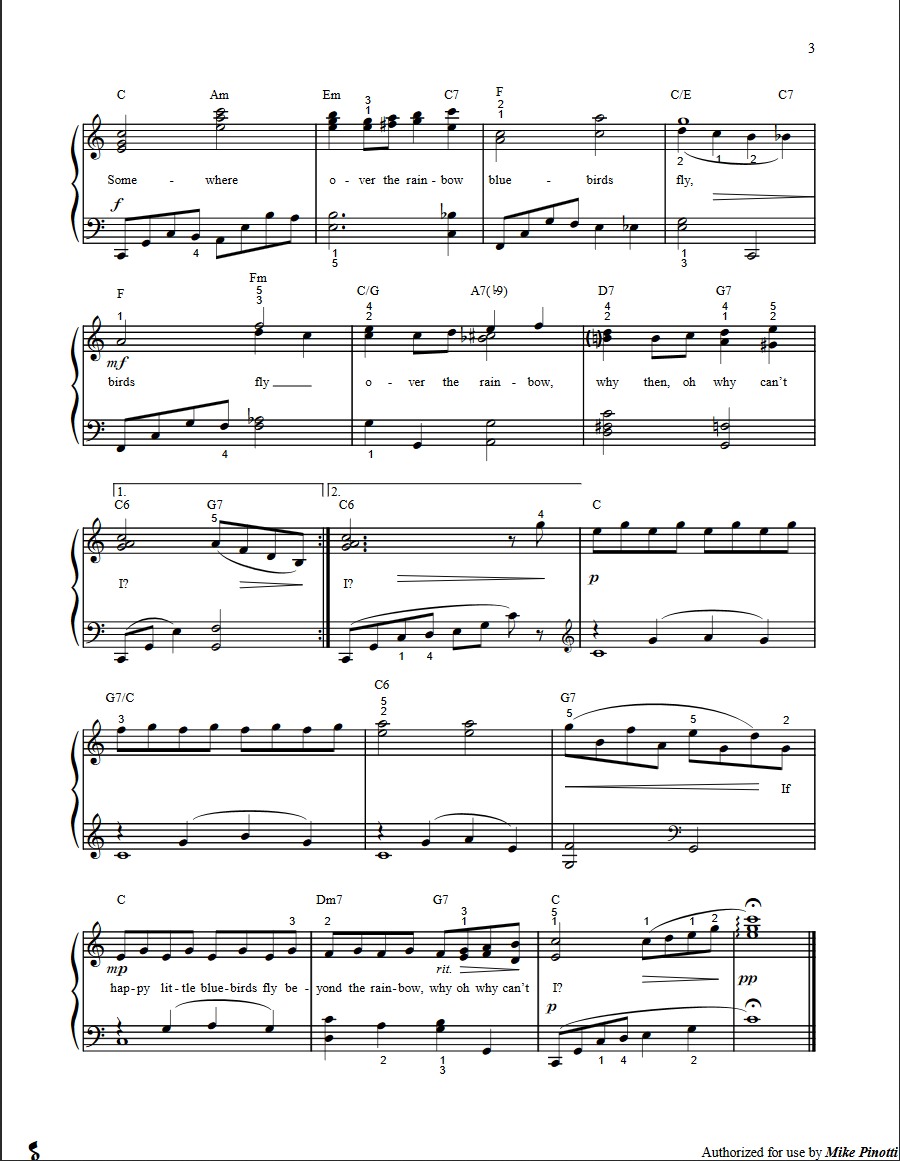 3
C Am Em C7 F C/E C7
3
1
2
1
Some - where o - ver the rain - bow blue - birds fly,
2 1 2
f
4 1
5
1
3
F Fm C/G A7(♭9) D7 G7
1 5
3
4
2
4
2
4
1
5
2
mf
birds fly o - ver the rain - bow, why then, oh why can't
4 1
1. 2.
C6 G7 C6 C
5 4
I? I?
p
1 4
G7/C C6 G7
3 5
2
5 5 2
If
C Dm7 G7 C
3 2 3
1
5
1
1 1 2
mp rit. pp
hap-py lit-tle blue-birds fly be - yond the rain-bow, why oh why can't I?
p
2 1
3
1 4 2
8
Authorized for use by Mike Pinotti